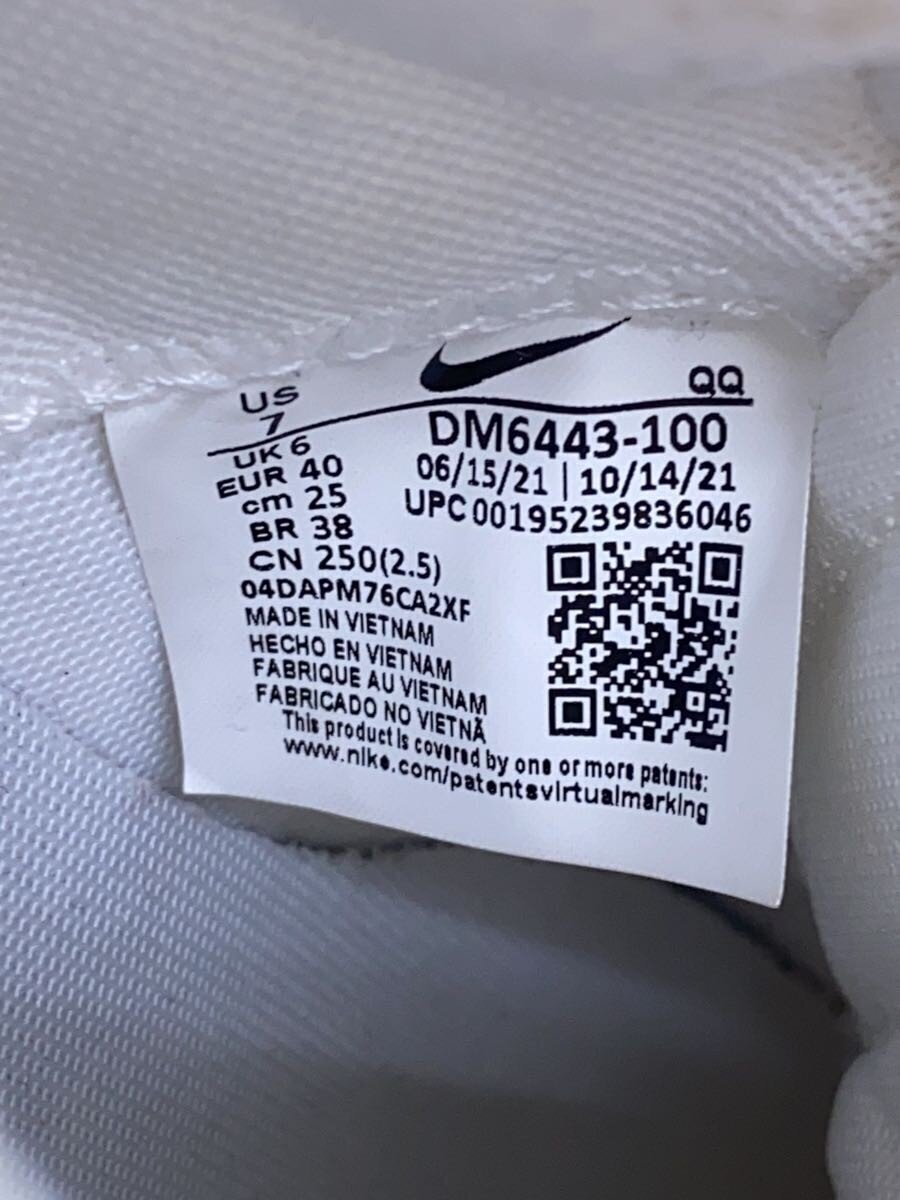 US
7
UK 6
EUR 40
cm 25
BR 38
CN 250(2.5)
04DAPM76CA2XF
MADE IN VIETNAM
HECHO EN VIETNAM
FABRIQUE AU VIETNAM
FABRICADO NO VIETNÃ
QQ
DM6443-100
06/15/21 | 10/14/21
UPC 00195239836046
This product is covered by one or more patents:
www.nike.com/patentsvirtualmarking